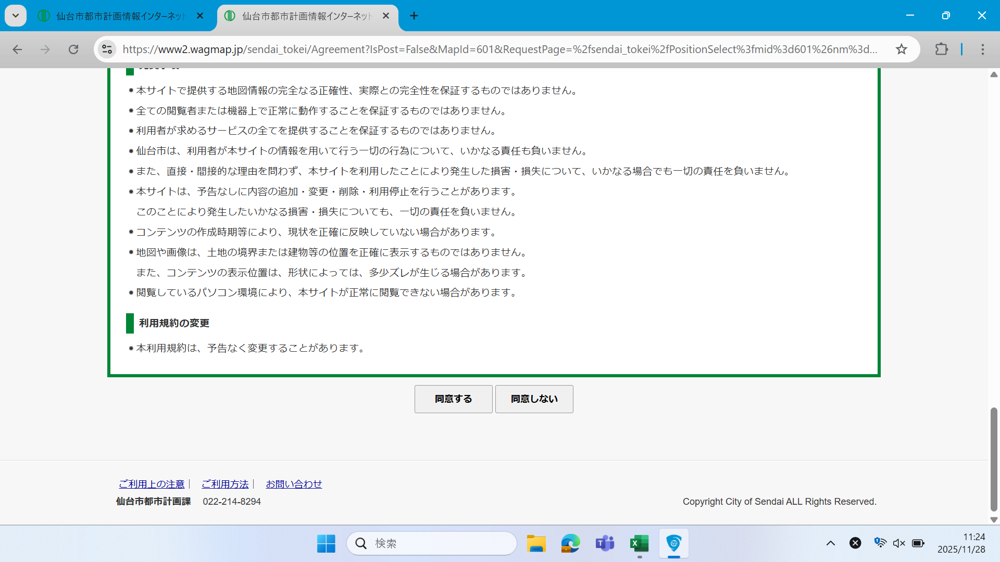 仙台市都市計画情報インターネット
仙台市都市計画情報インターネット
https://www2.wagmap.jp/sendai_tokei/Agreement?IsPost=False&MapId=601&RequestPage=%2fsendai_tokei%2fPositionSelect%3fmid%3d601%26nm%3d...
本サイトで提供する地図情報の完全なる正確性、実際との完全性を保証するものではありません。
全ての閲覧者または機器上で正常に動作することを保証するものではありません。
利用者が求めるサービスの全てを提供することを保証するものではありません。
仙台市は、利用者が本サイトの情報を用いて行う一切の行為について、いかなる責任も負いません。
また、直接・間接的な理由を問わず、本サイトを利用したことにより発生した損害・損失について、いかなる場合でも一切の責任を負いません。
本サイトは、予告なしに内容の追加・変更・削除・利用停止を行うことがあります。
このことにより発生したいかなる損害・損失についても、一切の責任を負いません。
コンテンツの作成時期等により、現状を正確に反映していない場合があります。
地図や画像は、土地の境界または建物等の位置を正確に表示するものではありません。
また、コンテンツの表示位置は、形状によっては、多少ズレが生じる場合があります。
閲覧しているパソコン環境により、本サイトが正常に閲覧できない場合があります。
利用規約の変更
本利用規約は、予告なく変更することがあります。
同意する 同意しない
ご利用上の注意 ご利用方法 お問い合わせ
仙台市都市計画課 022-214-8294
Copyright City of Sendai ALL Rights Reserved.
検索
11:24
2025/11/28